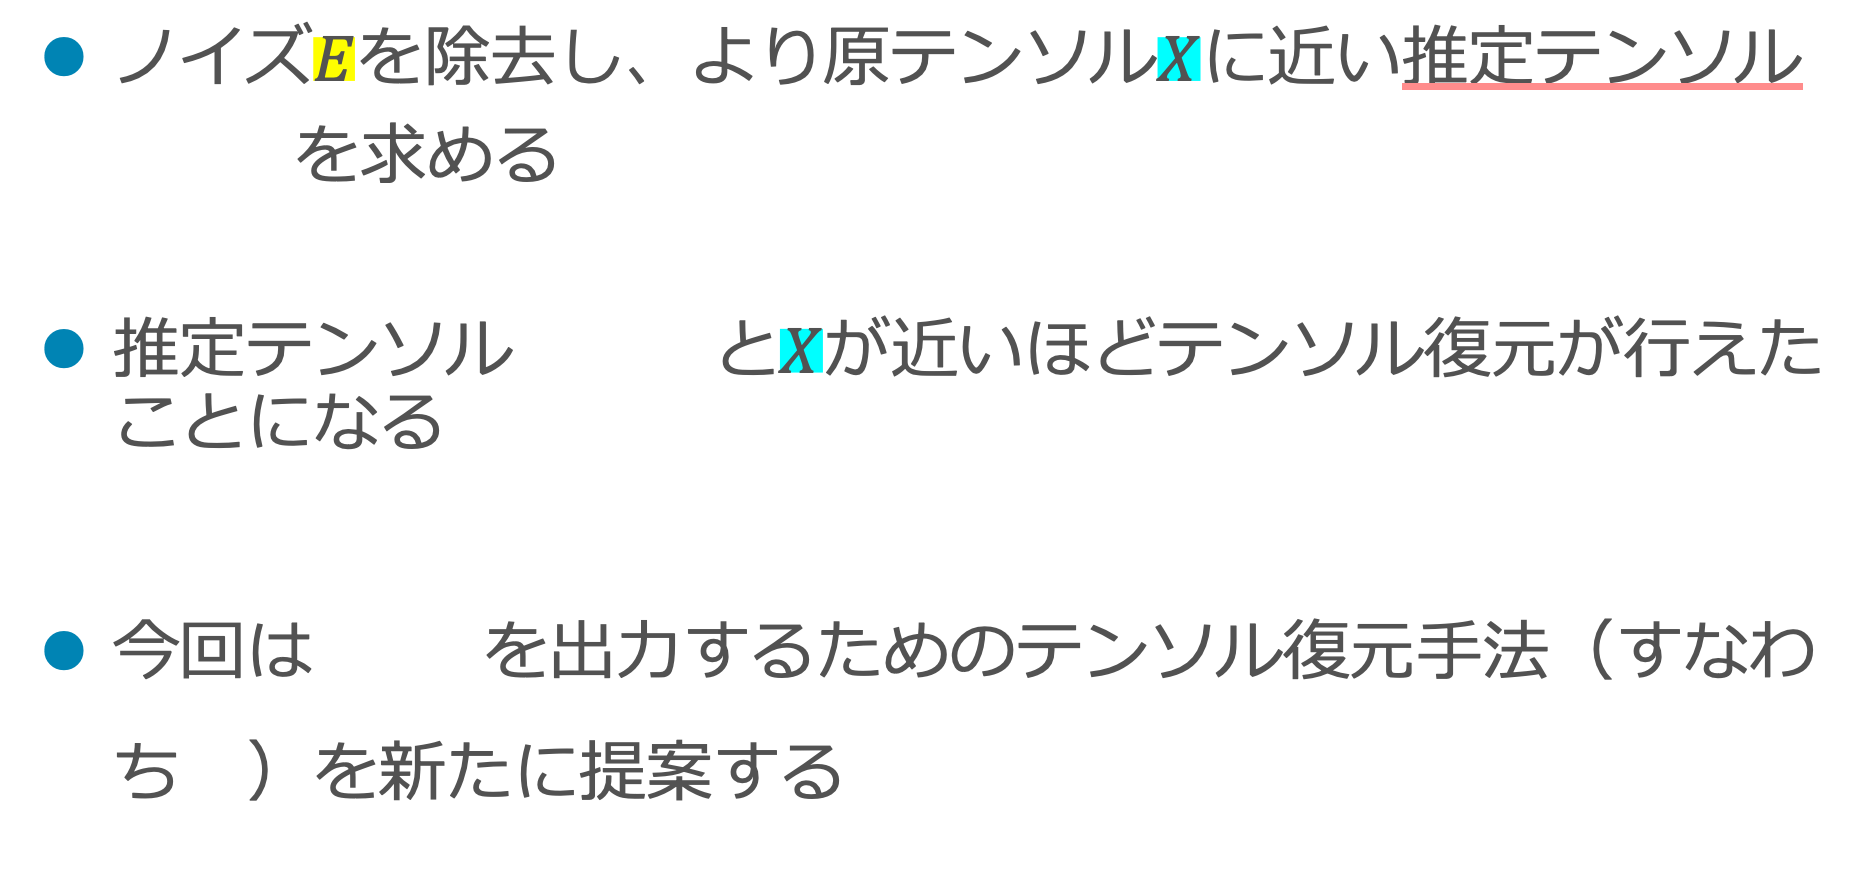 ● ノイズEを除去し、より原テンソルXに近い推定テンソル
を求める
● 推定テンソル とXが近いほどテンソル復元が行えた
ことになる
● 今回は を出力するためのテンソル復元手法（すなわ
ち ）を新たに提案する